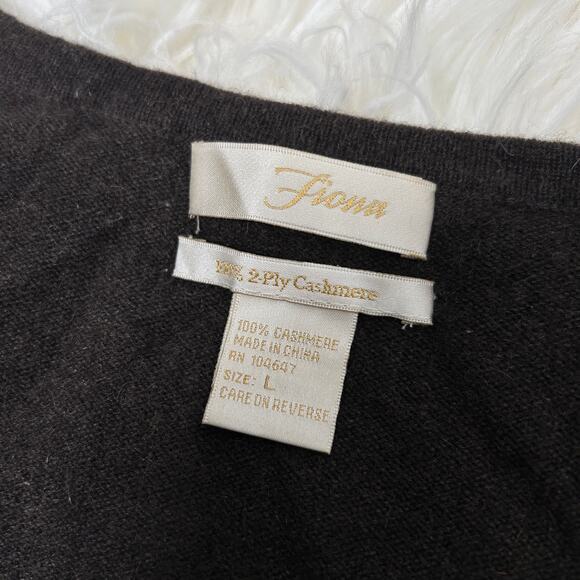 Fiona
100% 2-Ply Cashmere
100% CASHMERE
MADE IN CHINA
RN 104647
SIZE: L
CARE ON REVERSE